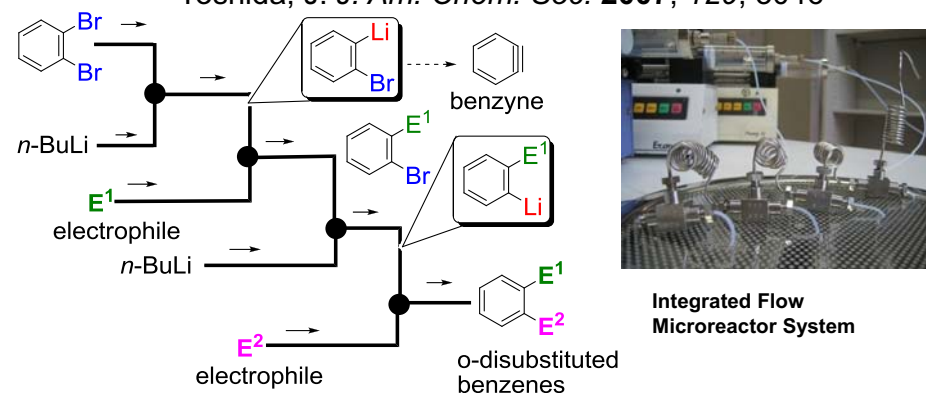 Br
Br
Li
Br
benzyne
n-BuLi
E¹
Br
E¹
Li
E¹
electrophile
n-BuLi
E¹
E²
E²
electrophile
o-disubstituted
benzenes
Integrated Flow
Microreactor System